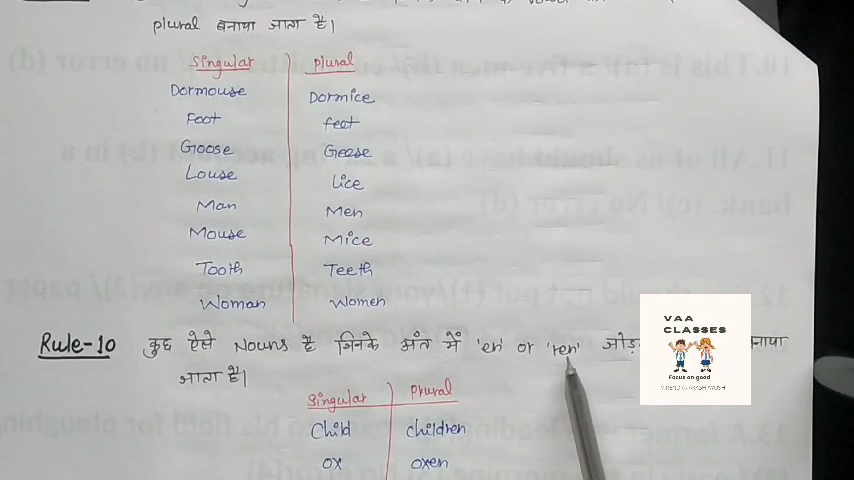 plural बनाया जाता है।
Singular plural
Dormouse Dormice
Foot feet
Goose Geese
Louse lice
Man Men
Mouse Mice
Tooth Teeth
Woman Women
Rule-10 कुछ ऐसे Nouns है जिनके अंत में 'en' or 'ren'
जाता है।
Singular Plural
Child children
ox oxen
VAA
CLASSES
Focus on good